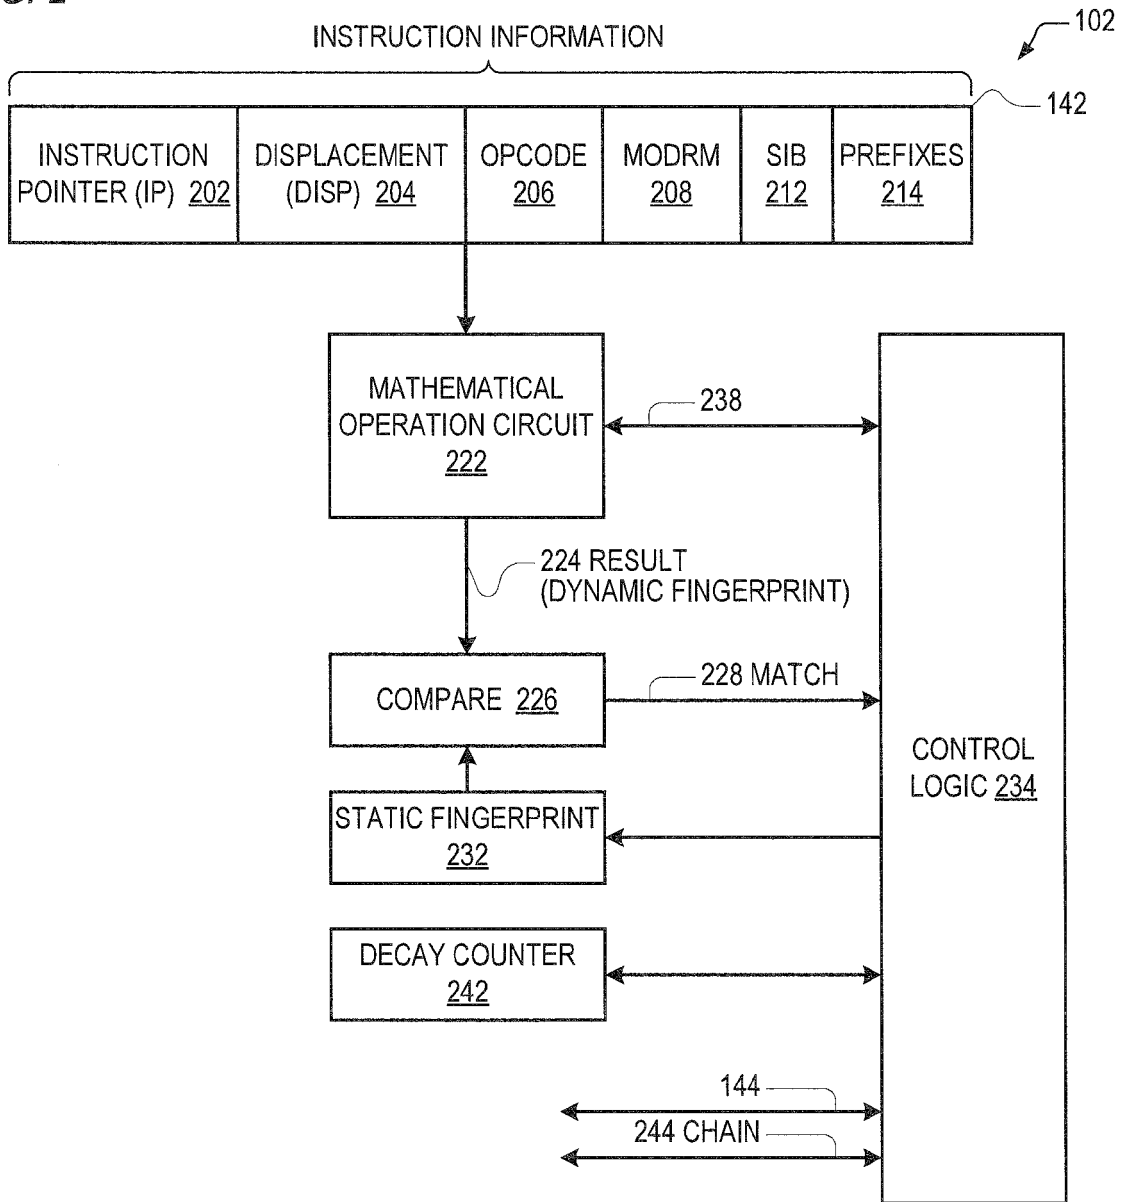 102
INSTRUCTION INFORMATION
142
INSTRUCTION
POINTER (IP) 202
DISPLACEMENT
(DISP) 204
OPCODE
206
MODRM
208
SIB
212
PREFIXES
214
MATHEMATICAL
OPERATION CIRCUIT
222
238
224 RESULT
(DYNAMIC FINGERPRINT)
COMPARE 226
228 MATCH
CONTROL
LOGIC 234
STATIC FINGERPRINT
232
DECAY COUNTER
242
144
244 CHAIN